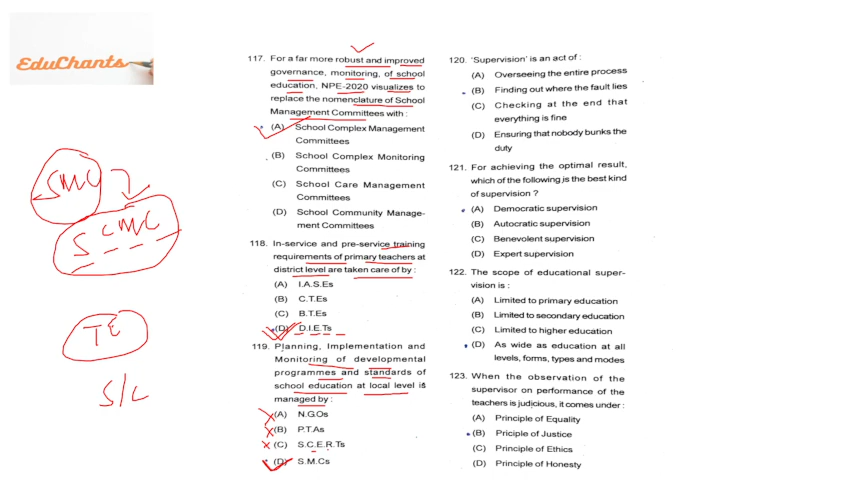 EduChants
SMC
SCMC
TE
S/C
117. For a far more robust and improved
governance, monitoring, of school
education, NPE-2020 visualizes to
replace the nomenclature of School
Management Committees with :
(A) School Complex Management
Committees
(B) School Complex Monitoring
Committees
(C) School Care Management
Committees
(D) School Community Manage-
ment Committees
118. In-service and pre-service training
requirements of primary teachers at
district level are taken care of by :
(A) I.A.S.Es
(B) C.T.Es
(C) B.T.Es
(D) D.I.E.Ts
119. Planning, Implementation and
Monitoring of developmental
programmes and standards of
school education at local level is
managed by :
(A) N.G.Os
(B) P.T.As
(C) S.C.E.R.Ts
(D) S.M.Cs
120. ‘Supervision’ is an act of :
(A) Overseeing the entire process
(B) Finding out where the fault lies
(C) Checking at the end that
everything is fine
(D) Ensuring that nobody bunks the
duty
121. For achieving the optimal result,
which of the following is the best kind
of supervision ?
(A) Democratic supervision
(B) Autocratic supervision
(C) Benevolent supervision
(D) Expert supervision
122. The scope of educational super-
vision is :
(A) Limited to primary education
(B) Limited to secondary education
(C) Limited to higher education
(D) As wide as education at all
levels, forms, types and modes
123. When the observation of the
supervisor on performance of the
teachers is judicious, it comes under :
(A) Principle of Equality
(B) Priciple of Justice
(C) Principle of Ethics
(D) Principle of Honesty